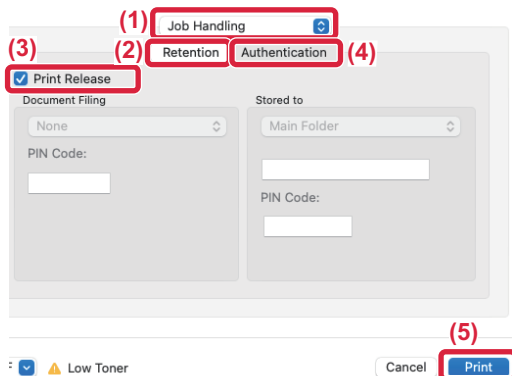 (1) Job Handling
(3) (2) Retention Authentication (4)
Print Release
Document Filing Stored to
None Main Folder
PIN Code:
PIN Code:
(5)
Low Toner Cancel Print